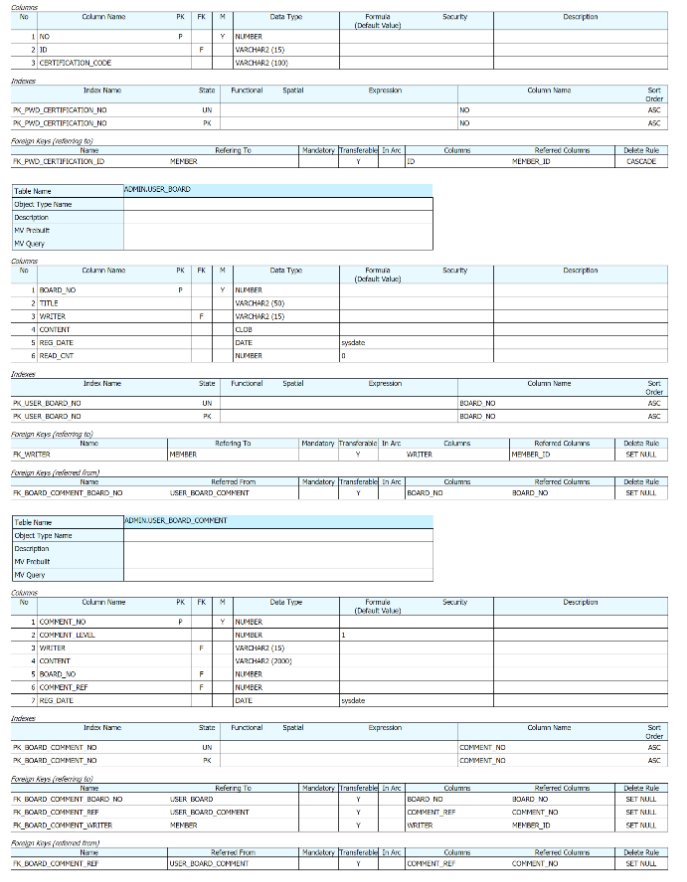 Columns
No Column Name PK FK M Data Type Formula (Default Value) Security Description
1 NO P Y NUMBER
2 ID F VARCHAR2 (15)
3 CERTIFICATION_CODE VARCHAR2 (100)
Indexes
Index Name State Functional Spatial Expression Column Name Sort Order
PK_PWD_CERTIFICATION_NO UN NO ASC
PK_PWD_CERTIFICATION_NO PK NO ASC
Foreign Keys (referring to)
Name Refering To Mandatory Transferable In Arc Columns Referred Columns Delete Rule
FK_PWD_CERTIFICATION_ID MEMBER Y ID MEMBER_ID CASCADE
Table Name ADMIN.USER_BOARD
Object Type Name
Description
MV Prebuilt
MV Query
Columns
No Column Name PK FK M Data Type Formula (Default Value) Security Description
1 BOARD_NO P Y NUMBER
2 TITLE VARCHAR2 (50)
3 WRITER F VARCHAR2 (15)
4 CONTENT CLOB
5 REG_DATE DATE sysdate
6 READ_CNT NUMBER 0
Indexes
Index Name State Functional Spatial Expression Column Name Sort Order
PK_USER_BOARD_NO UN BOARD_NO ASC
PK_USER_BOARD_NO PK BOARD_NO ASC
Foreign Keys (referring to)
Name Refering To Mandatory Transferable In Arc Columns Referred Columns Delete Rule
FK_WRITER MEMBER Y WRITER MEMBER_ID SET NULL
Foreign Keys (referred from)
Name Referred From Mandatory Transferable In Arc Columns Referred Columns Delete Rule
FK_BOARD_COMMENT_BOARD_NO USER_BOARD_COMMENT Y BOARD_NO BOARD_NO SET NULL
Table Name ADMIN.USER_BOARD_COMMENT
Object Type Name
Description
MV Prebuilt
MV Query
Columns
No Column Name PK FK M Data Type Formula (Default Value) Security Description
1 COMMENT_NO P Y NUMBER
2 COMMENT_LEVEL NUMBER 1
3 WRITER F VARCHAR2 (15)
4 CONTENT VARCHAR2 (2000)
5 BOARD_NO F NUMBER
6 COMMENT_REF F NUMBER
7 REG_DATE DATE sysdate
Indexes
Index Name State Functional Spatial Expression Column Name Sort Order
PK_BOARD_COMMENT_NO UN COMMENT_NO ASC
PK_BOARD_COMMENT_NO PK COMMENT_NO ASC
Foreign Keys (referring to)
Name Refering To Mandatory Transferable In Arc Columns Referred Columns Delete Rule
FK_BOARD_COMMENT_BOARD_NO USER_BOARD Y BOARD_NO BOARD_NO SET NULL
FK_BOARD_COMMENT_REF USER_BOARD_COMMENT Y COMMENT_REF COMMENT_NO SET NULL
FK_BOARD_COMMENT_WRITER MEMBER Y WRITER MEMBER_ID SET NULL
Foreign Keys (referred from)
Name Referred From Mandatory Transferable In Arc Columns Referred Columns Delete Rule
FK_BOARD_COMMENT_REF USER_BOARD_COMMENT Y COMMENT_REF COMMENT_NO SET NULL